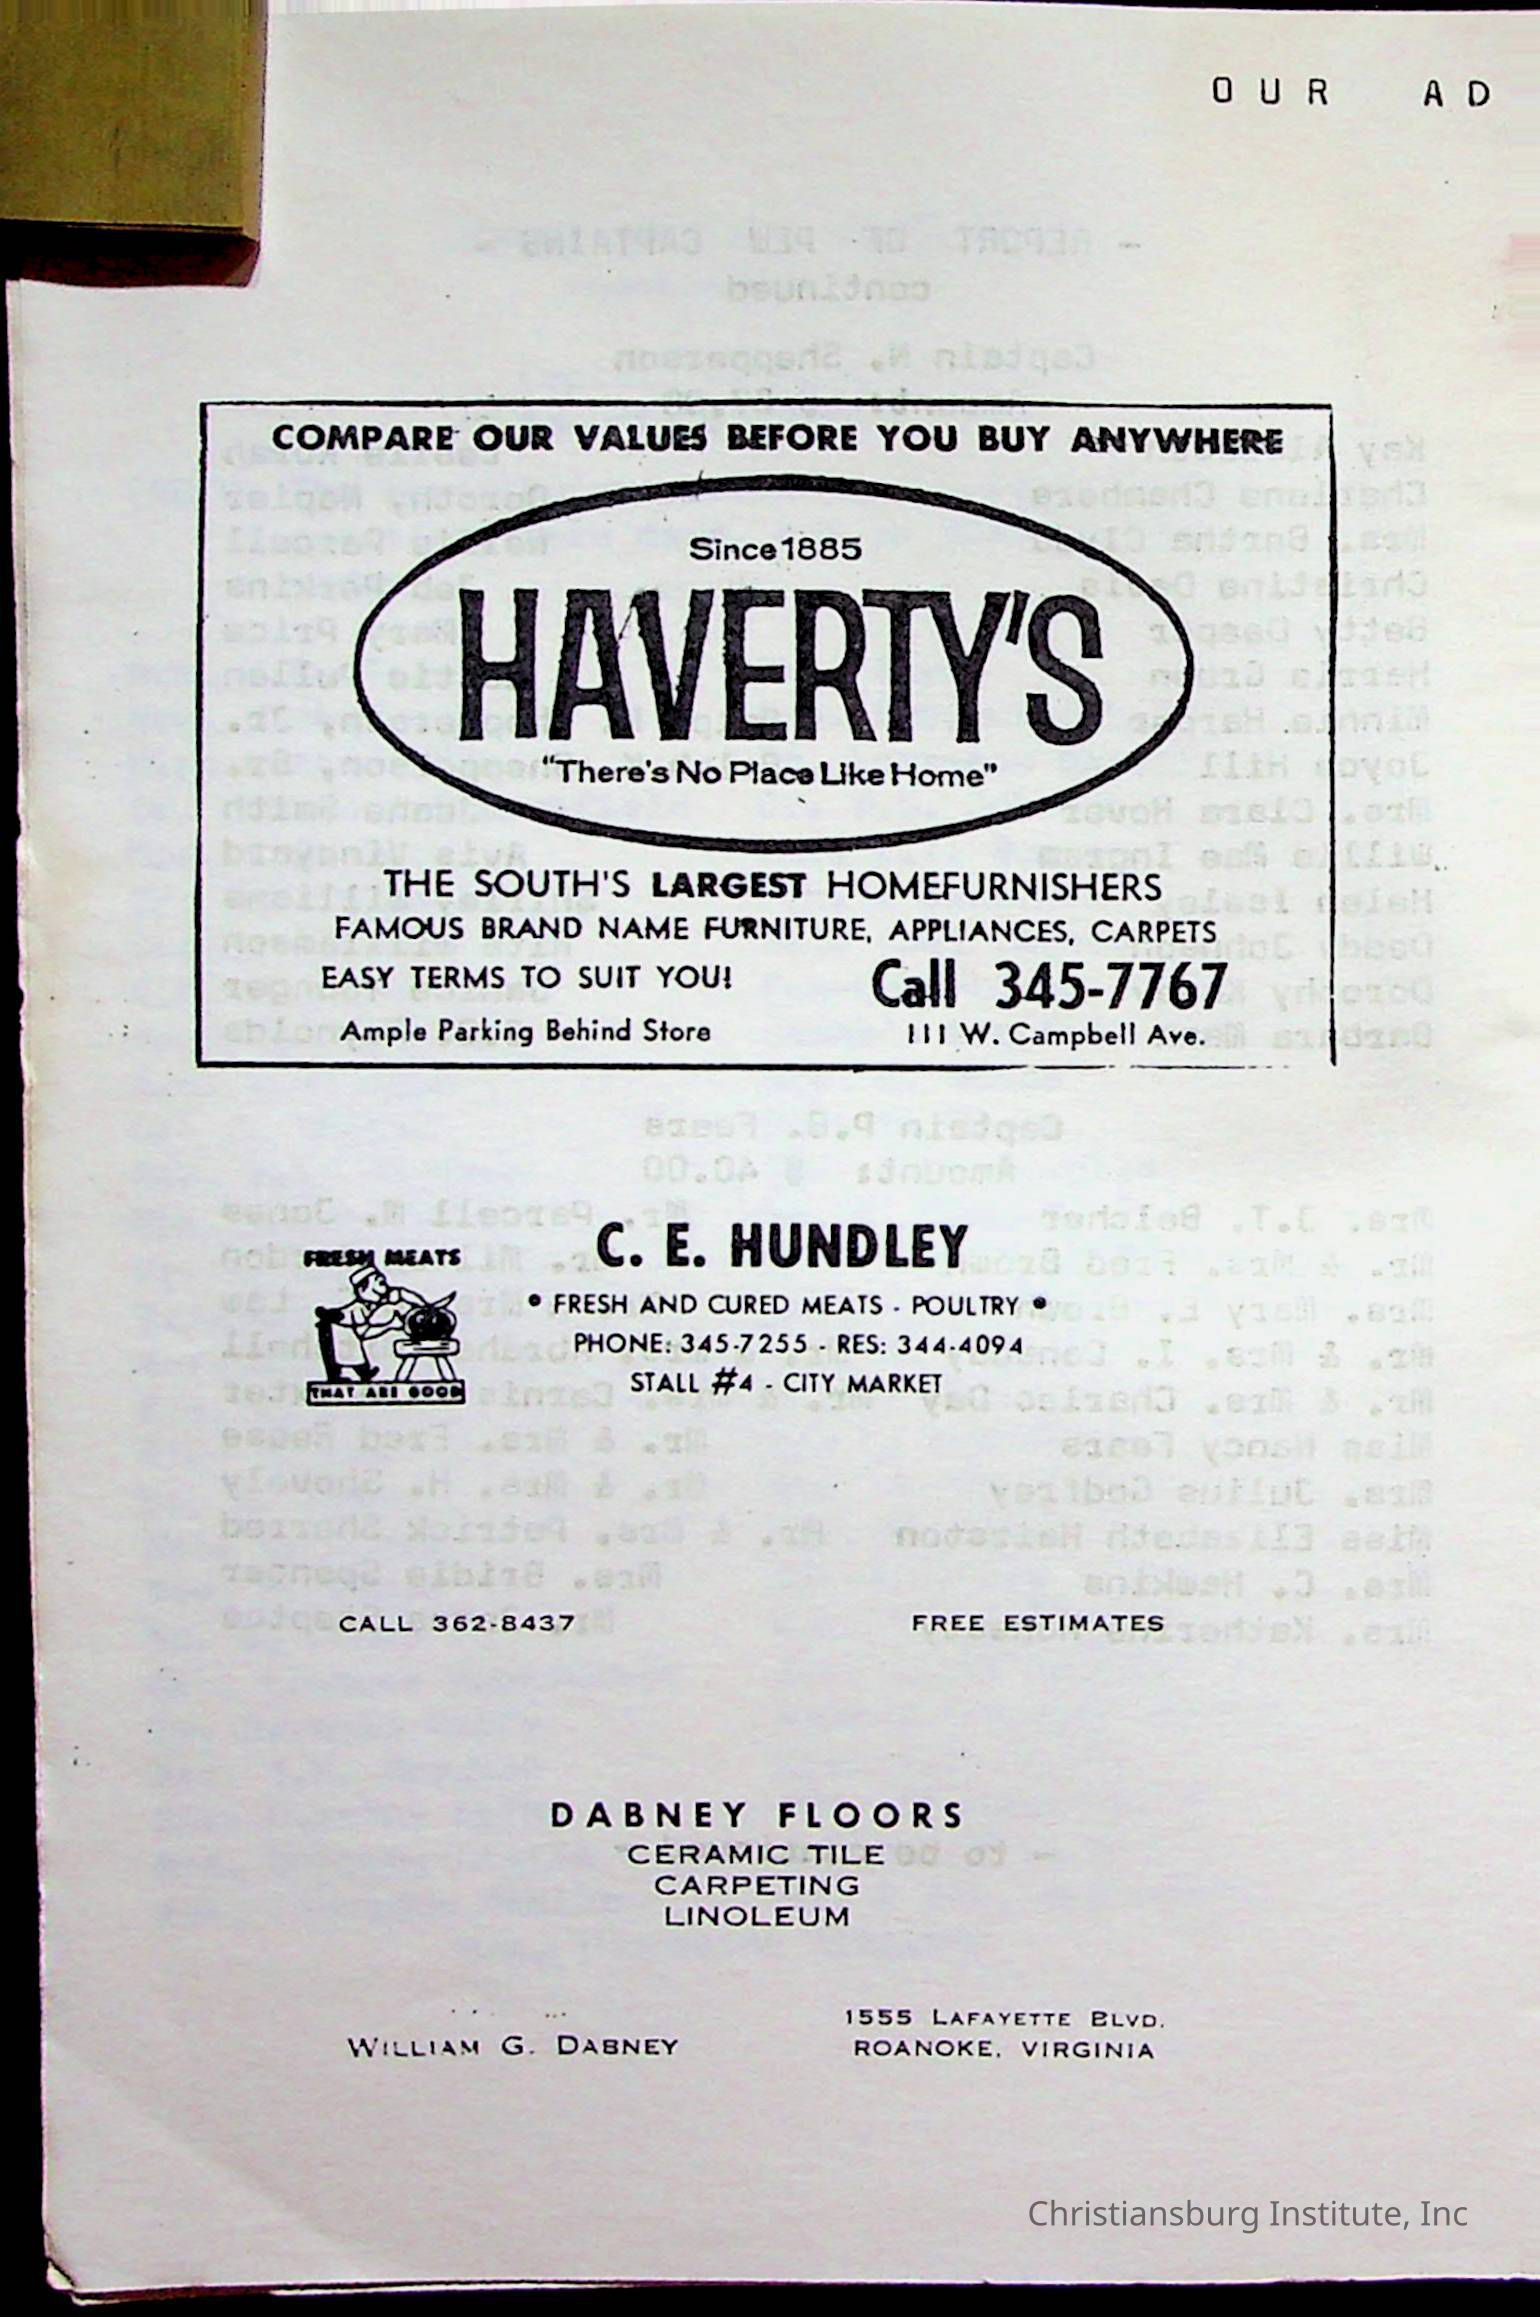 OUR AD
COMPARE OUR VALUES BEFORE YOU BUY ANYWHERE
Since 1885
HAVERTY'S
"There's No Place Like Home"
THE SOUTH'S LARGEST HOMEFURNISHERS
FAMOUS BRAND NAME FURNITURE, APPLIANCES, CARPETS
EASY TERMS TO SUIT YOU!
Call 345-7767
Ample Parking Behind Store
111 W. Campbell Ave.
FRESH MEATS
THAT ARE GOOD
C. E. HUNDLEY
• FRESH AND CURED MEATS - POULTRY •
PHONE: 345-7255 - RES: 344-4094
STALL #4 - CITY MARKET
CALL 362-8437
FREE ESTIMATES
DABNEY FLOORS
CERAMIC TILE
CARPETING
LINOLEUM
WILLIAM G. DABNEY
1555 LAFAYETTE BLVD.
ROANOKE, VIRGINIA
Christiansburg Institute, Inc